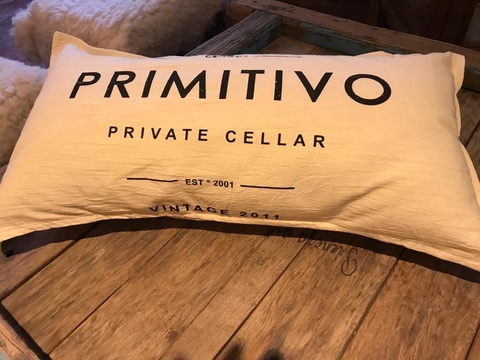 PRIMITIVO
PRIVATE CELLAR
EST ° 2001
VINTAGE 2011